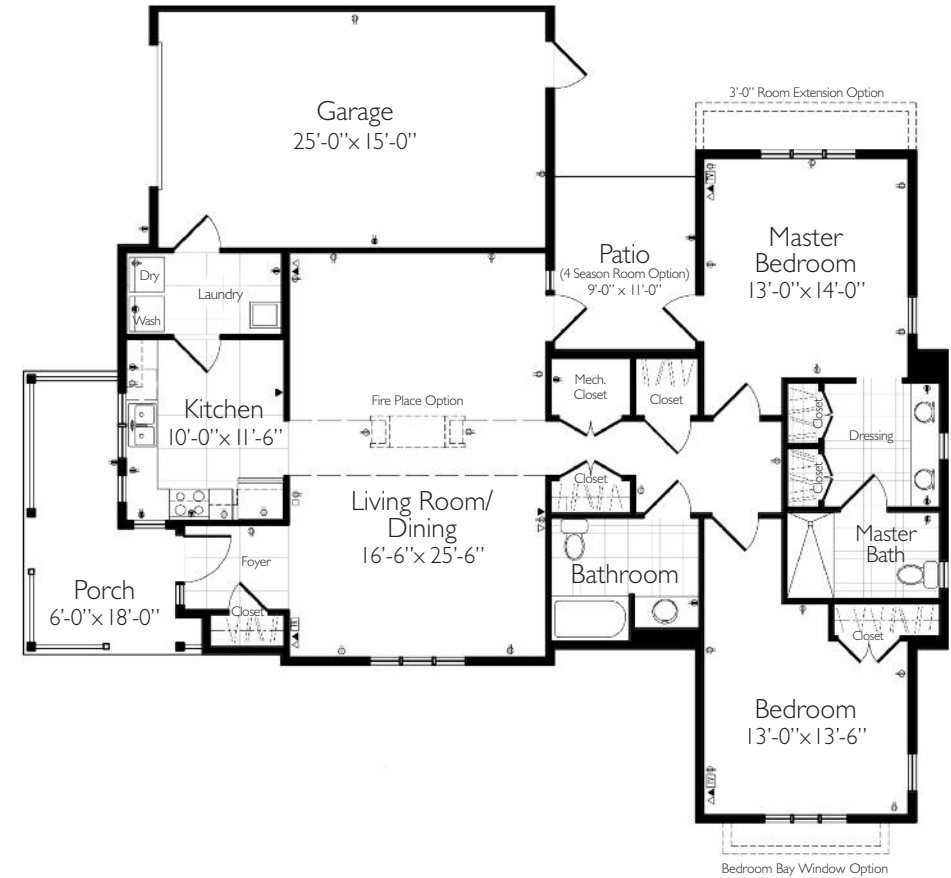 Garage
25'-0"x 15'-0"
3'-0" Room Extension Option
Patio
(4 Season Room Option)
9'-0" x 11'-0"
Master
Bedroom
13'-0"x 14'-0"
Dry
Laundry
Wash
Kitchen
10'-0"x 11'-6"
Fire Place Option
Mech.
Closet
Closet
Closet
Closet
Dressing
Closet
Living Room/
Dining
16'-6"x 25'-6"
Foyer
Closet
Porch
6'-0"x 18'-0"
Bathroom
Master
Bath
Closet
Bedroom
13'-0"x 13'-6"
Bedroom Bay Window Option